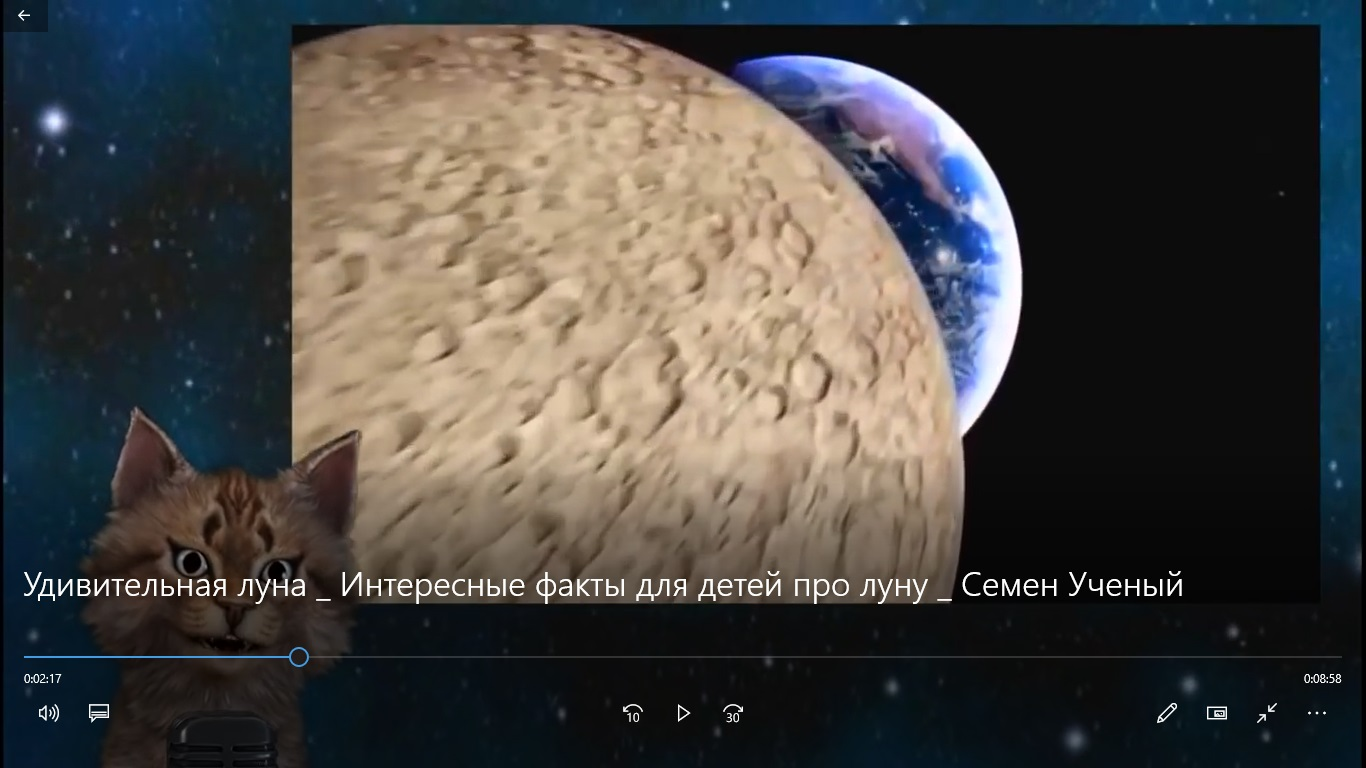 Удивительная луна _ Интересные факты для детей про луну _ Семен Ученый
0:02:17
0:08:58
10
30